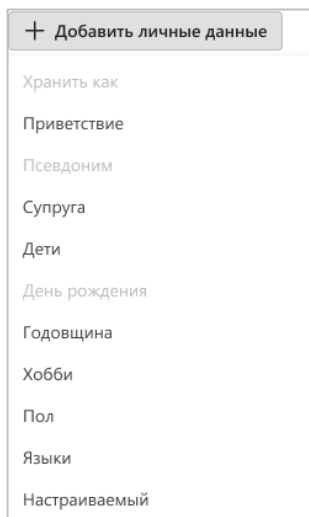 + Добавить личные данные
Хранить как
Приветствие
Псевдоним
Супруга
Дети
День рождения
Годовщина
Хобби
Пол
Языки
Настраиваемый